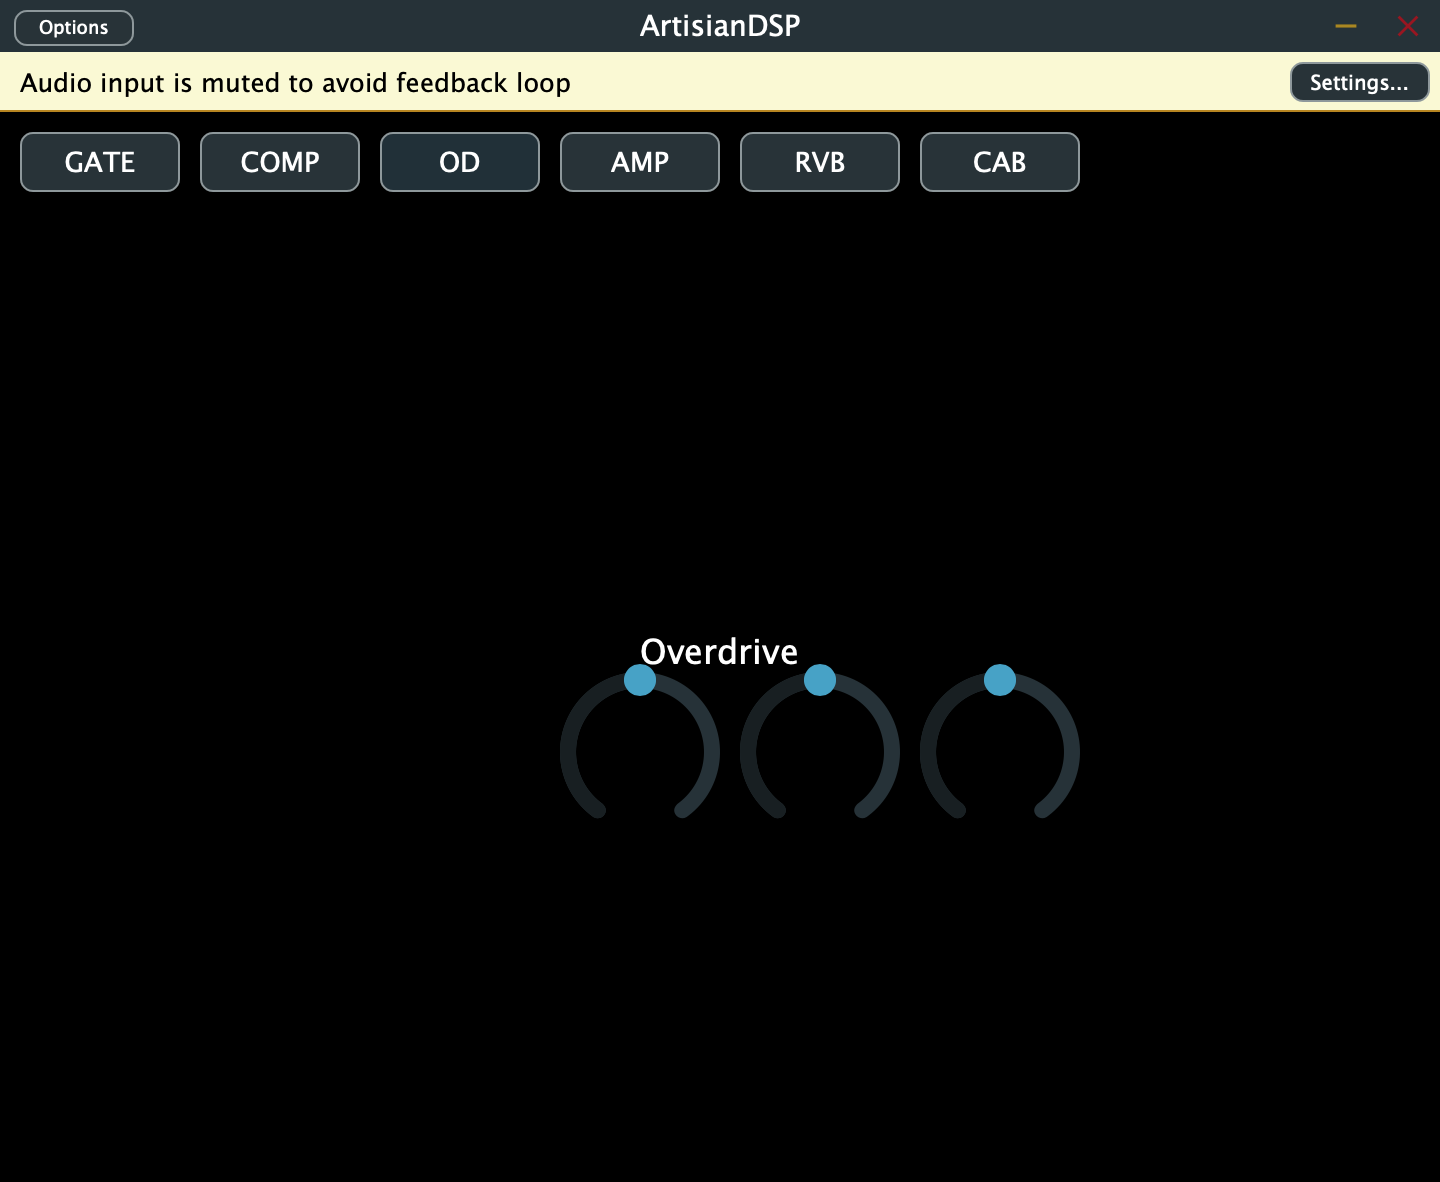 Options
ArtisianDSP
Audio input is muted to avoid feedback loop
Settings...
GATE COMP OD AMP RVB CAB
Overdrive